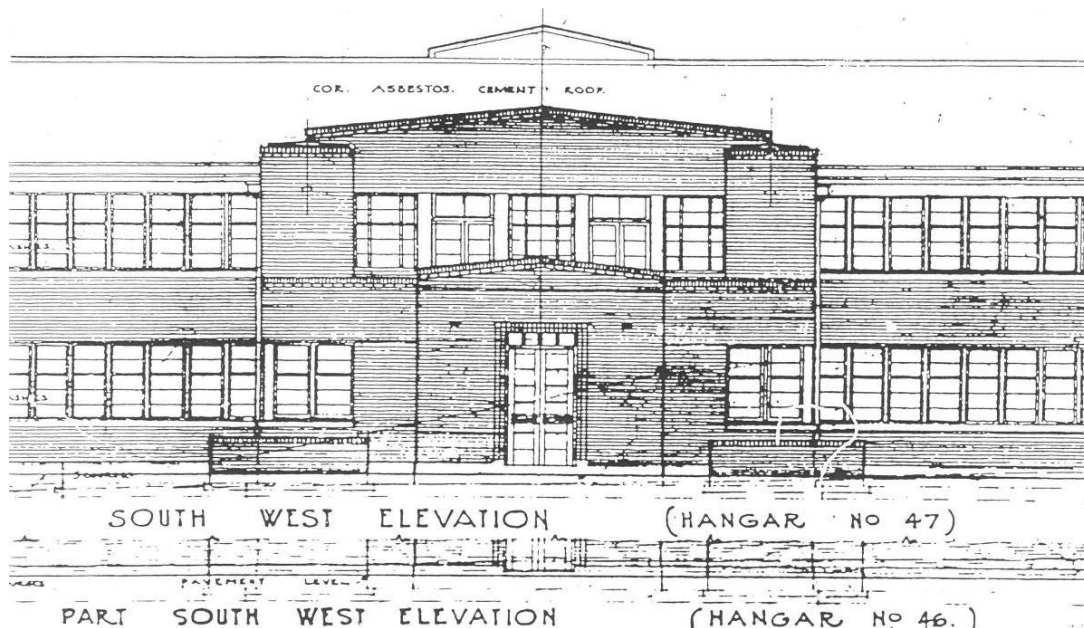 COR. ASBESTOS. CEMENT ROOF.
SOUTH WEST ELEVATION (HANGAR No 47)
PAVEMENT LEVEL
PART SOUTH WEST ELEVATION (HANGAR No 46.)